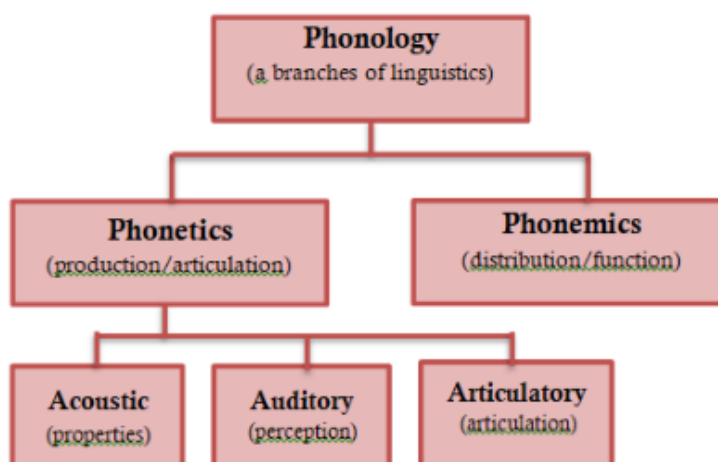 Phonology
(a branches of linguistics)
Phonetics
(production/articulation)
Phonemics
(distribution/function)
Acoustic
(properties)
Auditory
(perception)
Articulatory
(articulation)